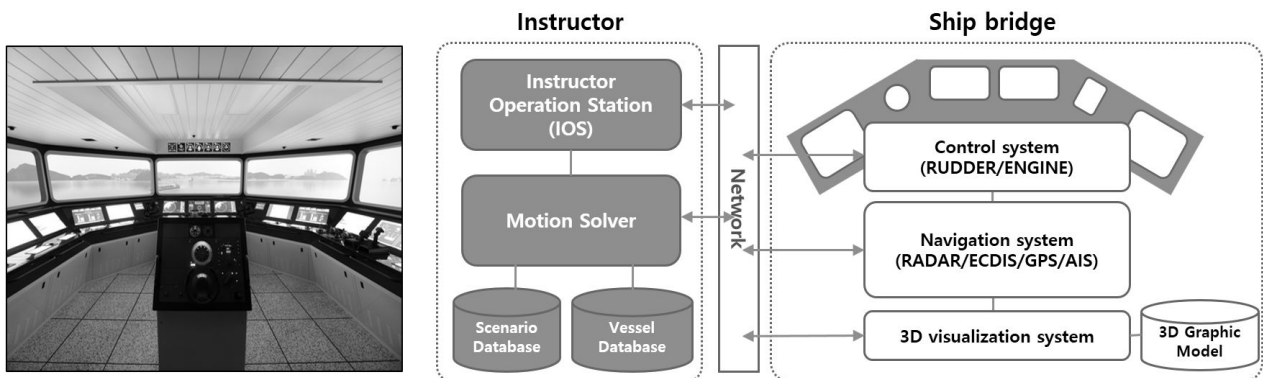 Instructor
Instructor
Operation Station
(IOS)
Motion Solver
Scenario
Database
Vessel
Database
Network
Ship bridge
Control system
(RUDDER/ENGINE)
Navigation system
(RADAR/ECDIS/GPS/AIS)
3D visualization system
3D Graphic
Model